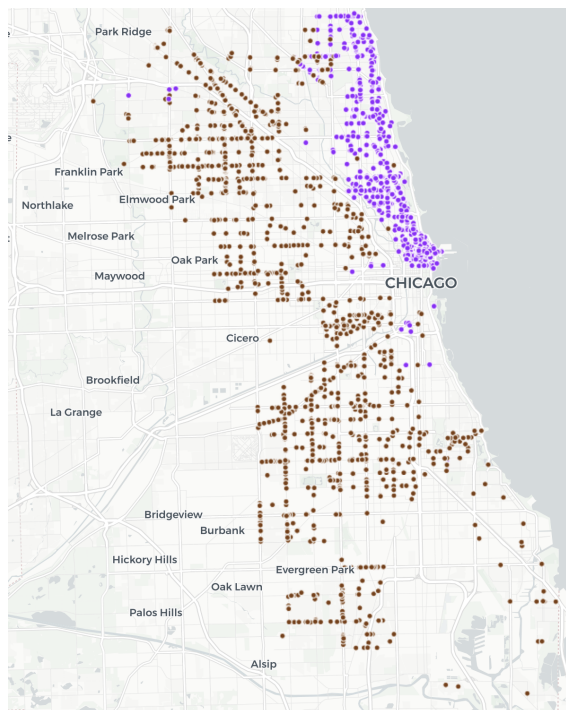 Park Ridge
Franklin Park
Elmwood Park
Northlake
Melrose Park
Oak Park
Maywood
CHICAGO
Cicero
Brookfield
La Grange
Bridgeview
Burbank
Hickory Hills
Evergreen Park
Oak Lawn
Palos Hills
Alsip